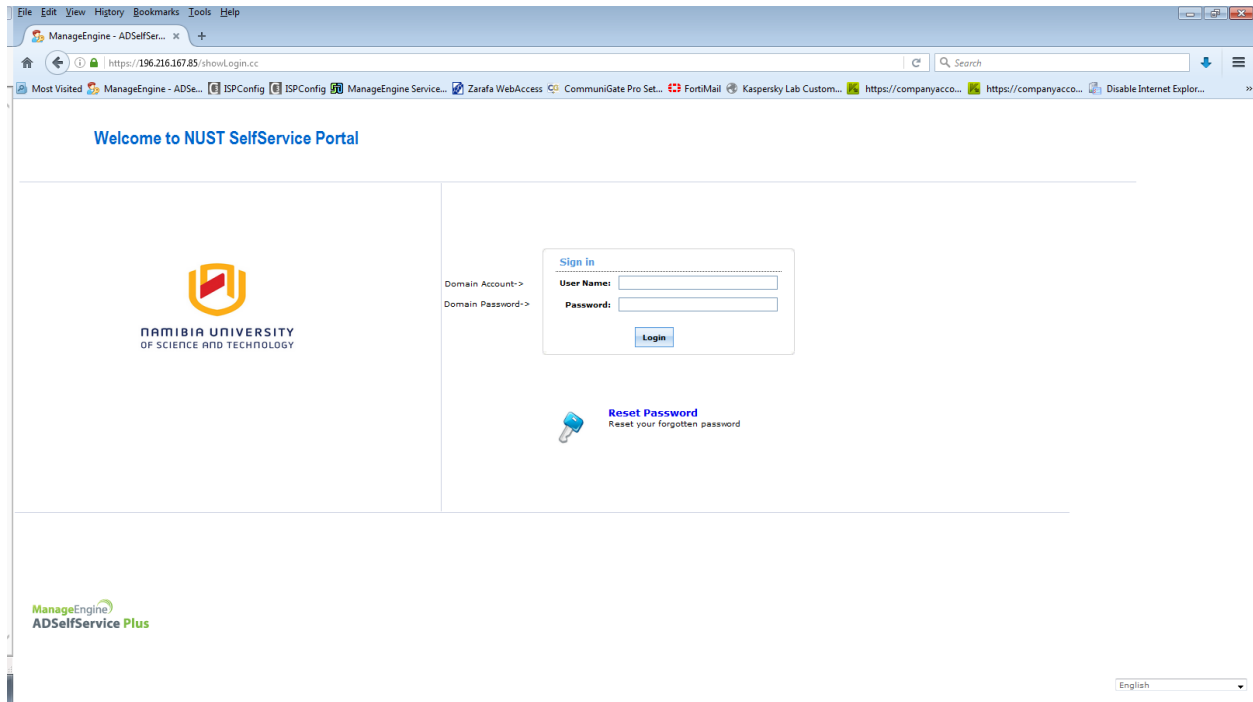 File Edit View History Bookmarks Tools Help
ManageEngine - ADSelfSer... × +
https://196.216.167.85/showLogin.cc Search
Most Visited ManageEngine - ADSe... ISPConfig ISPConfig ManageEngine Service... Zarafa WebAccess CommuniGate Pro Set... FortiMail Kaspersky Lab Custom... https://companyacco... https://companyacco... Disable Internet Explor... »
Welcome to NUST SelfService Portal
Sign in
Domain Account-> User Name:
Domain Password-> Password:
Login
NAMIBIA UNIVERSITY
OF SCIENCE AND TECHNOLOGY
Reset Password
Reset your forgotten password
ManageEngine
ADSelfService Plus
English